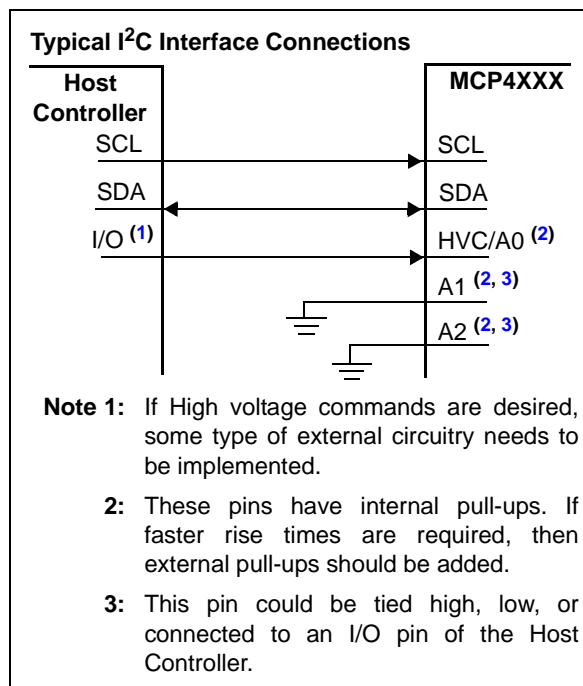 Typical I2C Interface Connections
Host
Controller
MCP4XXX
SCL
SCL
SDA
SDA
I/O (1)
HVC/A0 (2)
A1 (2, 3)
A2 (2, 3)
Note 1: If High voltage commands are desired,
some type of external circuitry needs to
be implemented.
2: These pins have internal pull-ups. If
faster rise times are required, then
external pull-ups should be added.
3: This pin could be tied high, low, or
connected to an I/O pin of the Host
Controller.